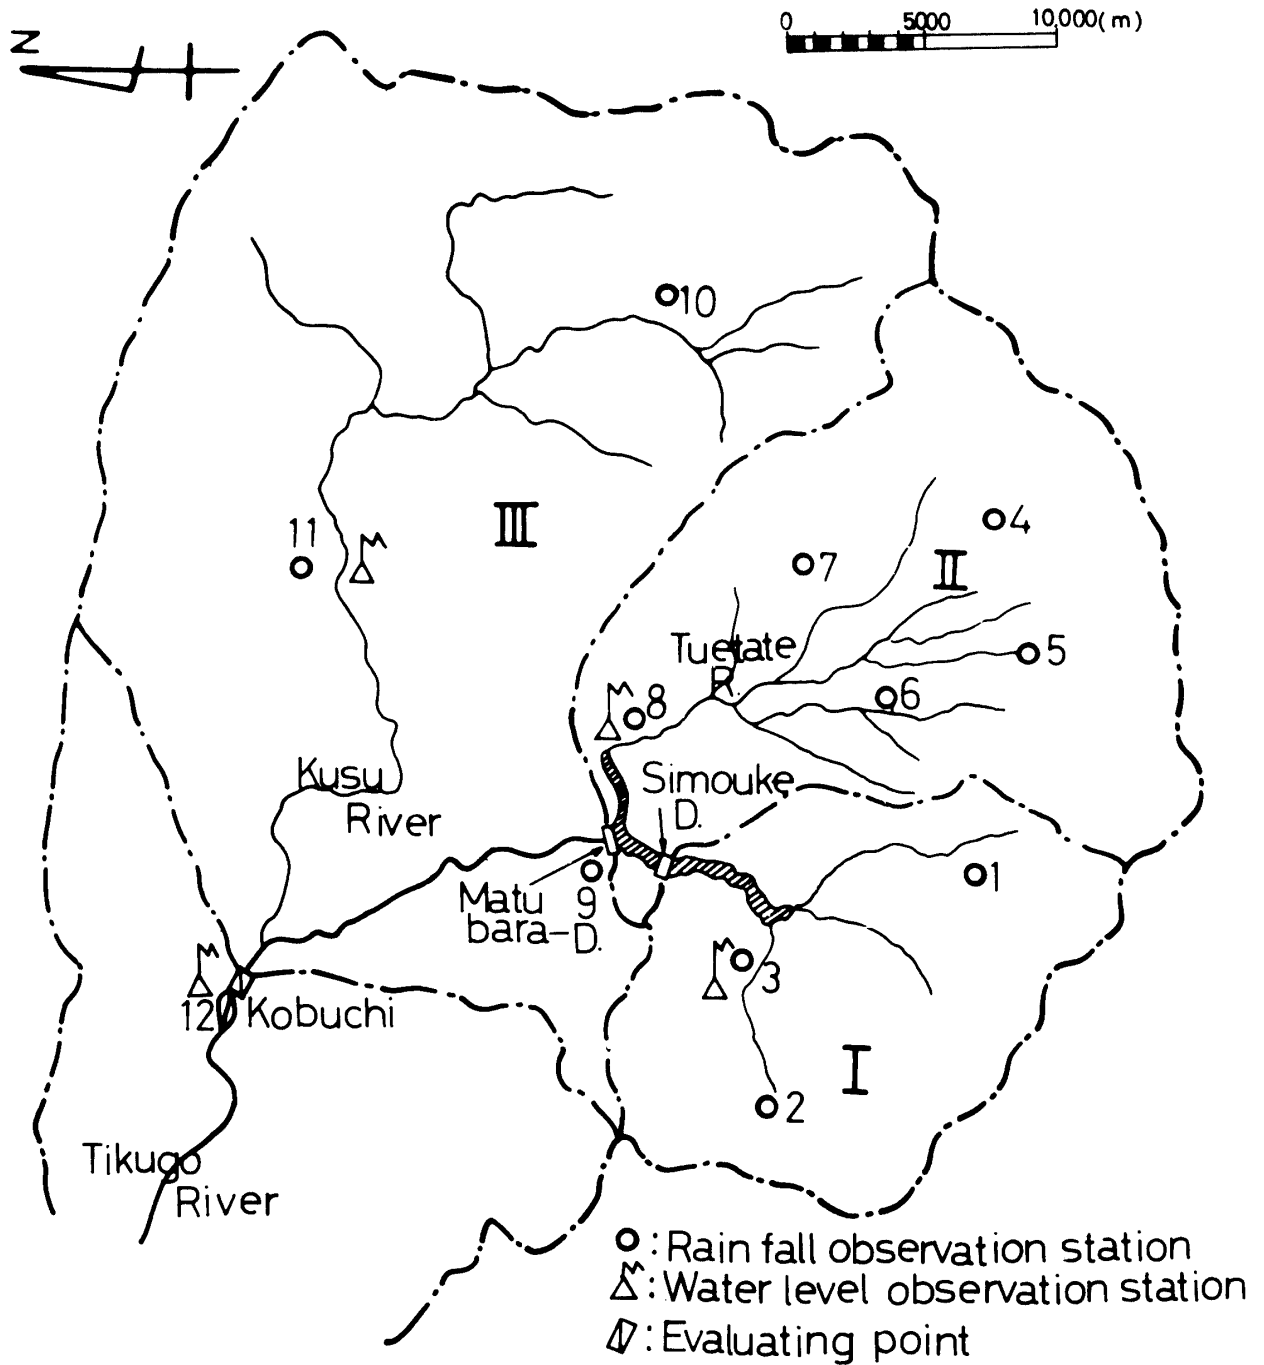 0 5000 10,000(m)
N
10
III
11
4
7
II
Tuetate
R.
5
6
8
Simouke
D.
Kusu
River
1
Matu
bara-D.
9
3
12
Kobuchi
I
2
Tikugo
River
: Rain fall observation station
: Water level observation station
: Evaluating point